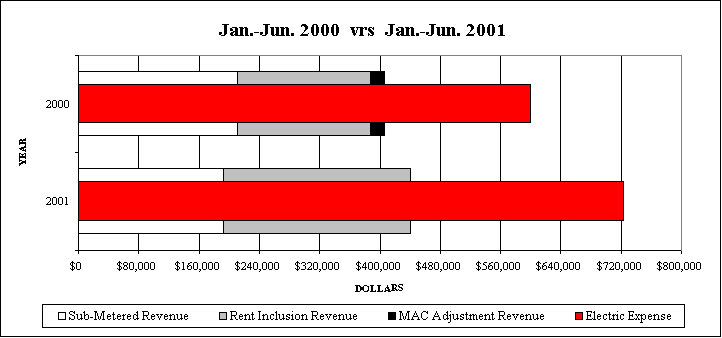 Jan.-Jun. 2000 vrs Jan.-Jun. 2001
YEAR
2000
2001
$0 $80,000 $160,000 $240,000 $320,000 $400,000 $480,000 $560,000 $640,000 $720,000 $800,000
DOLLARS
Sub-Metered Revenue Rent Inclusion Revenue MAC Adjustment Revenue Electric Expense